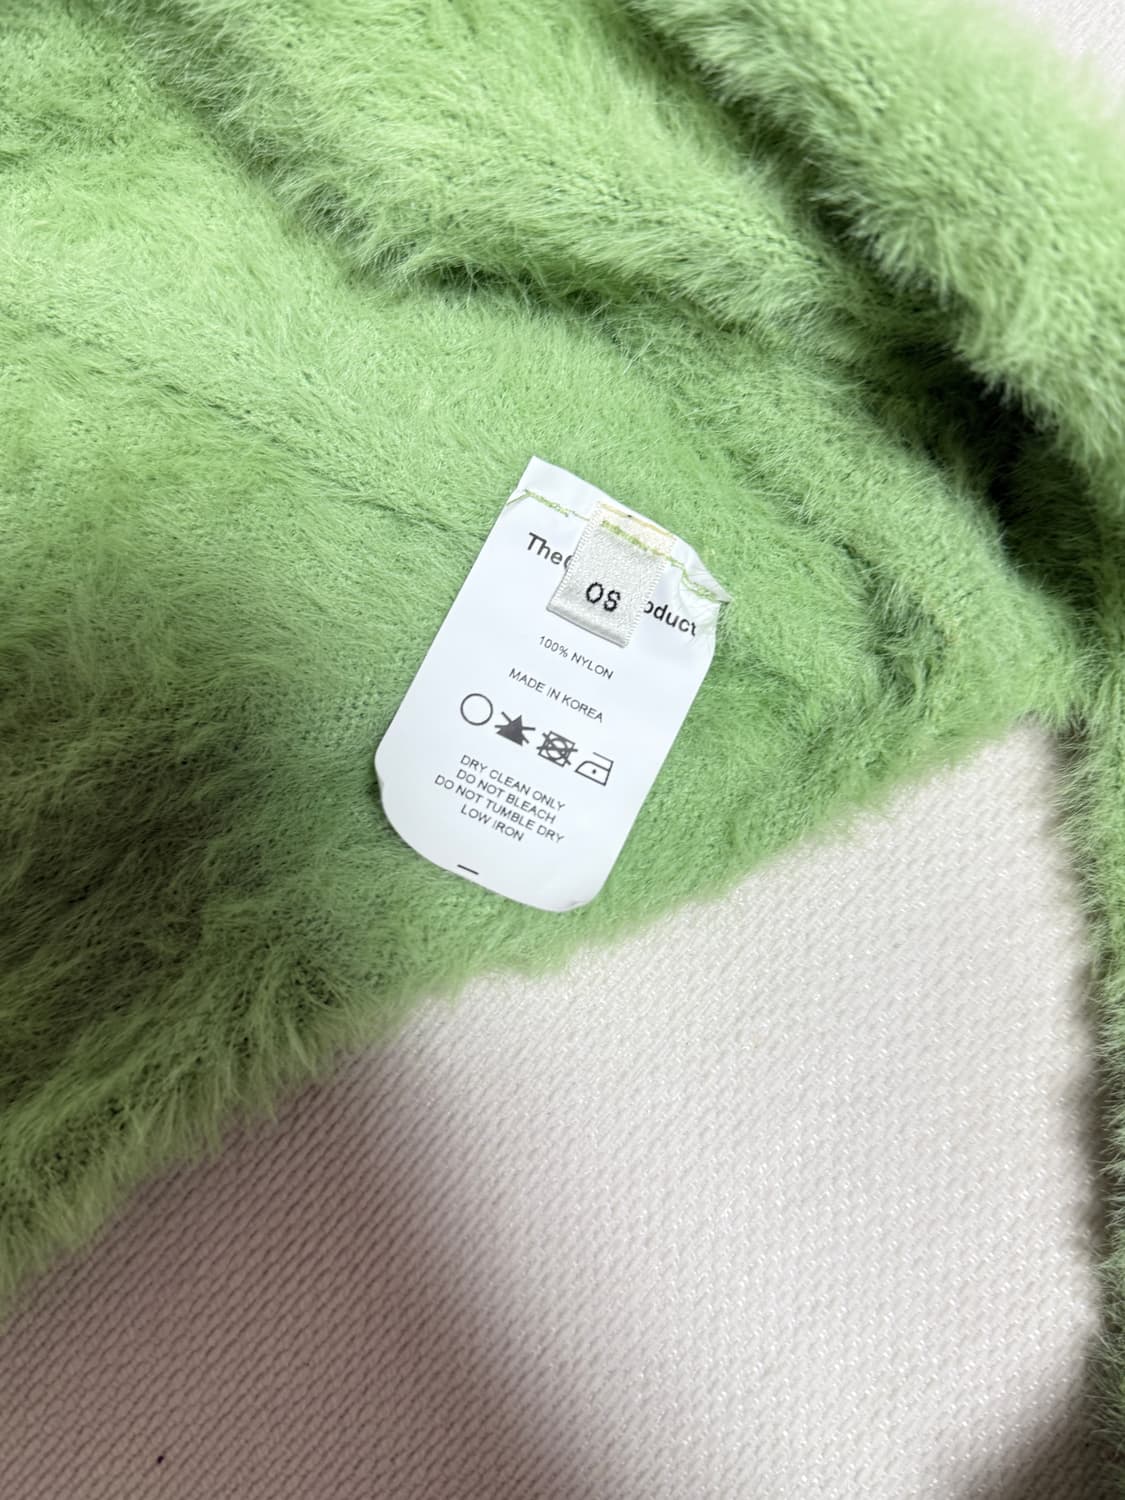 OS
100% NYLON
MADE IN KOREA
DRY CLEAN ONLY
DO NOT BLEACH
DO NOT TUMBLE DRY
LOW IRON